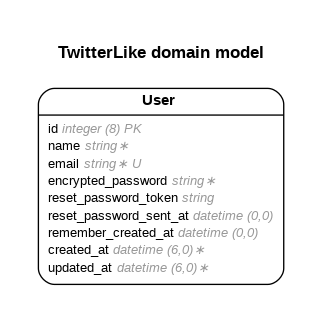 TwitterLike domain model
User
id integer (8) PK
name string∗
email string∗ U
encrypted_password string∗
reset_password_token string
reset_password_sent_at datetime (0,0)
remember_created_at datetime (0,0)
created_at datetime (6,0)∗
updated_at datetime (6,0)∗